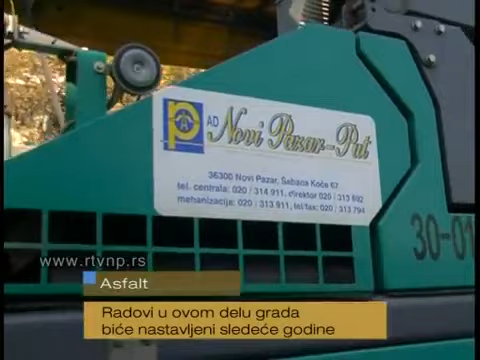 P
AD Novi Pazar-Put
36300 Novi Pazar, Šabana Koče 67
tel. centrala: 020 / 314 911, direktor 020 / 313 692
mehanizacije: 020 / 313 811, tel/fax: 020 / 313 794
30-01
www.rtvnp.rs
Asfalt
Radovi u ovom delu grada
biće nastavljeni sledeće godine